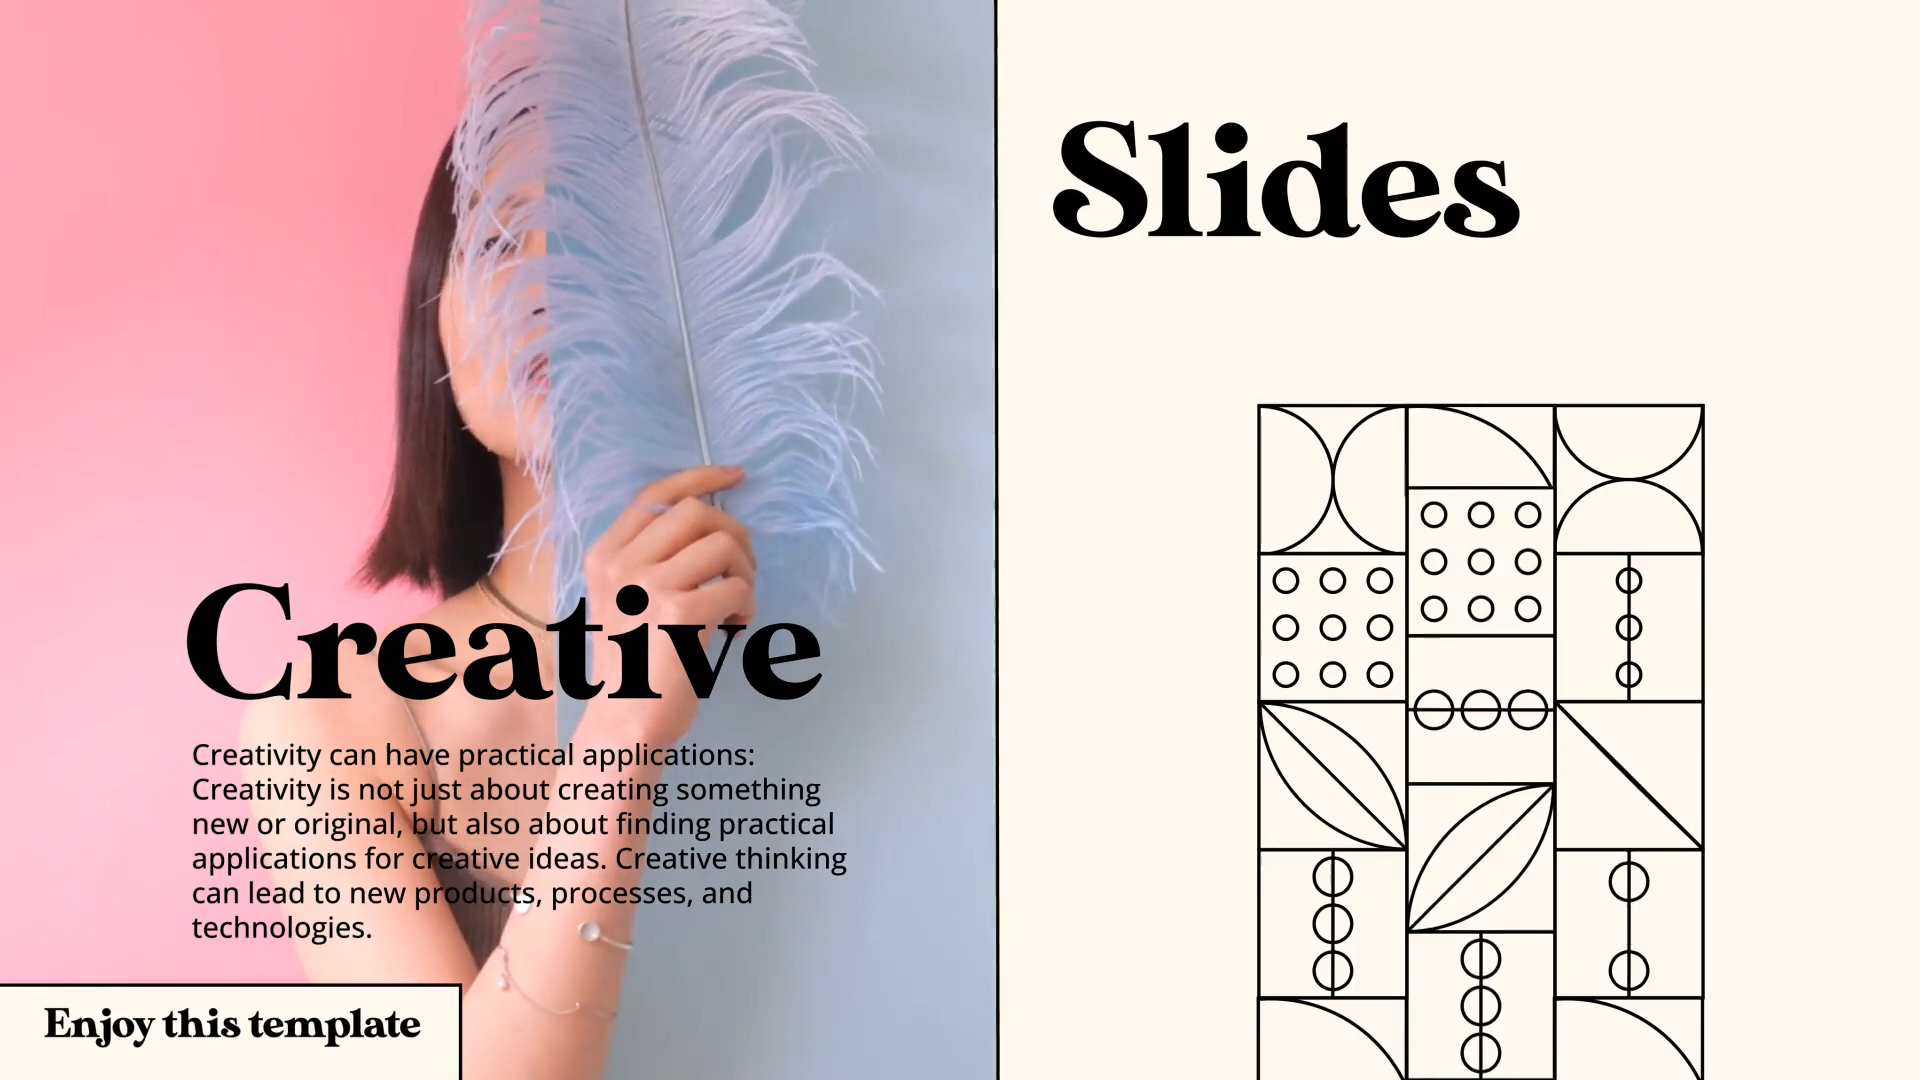 Slides
Creative
Creativity can have practical applications:
Creativity is not just about creating something
new or original, but also about finding practical
applications for creative ideas. Creative thinking
can lead to new products, processes, and
technologies.
Enjoy this template